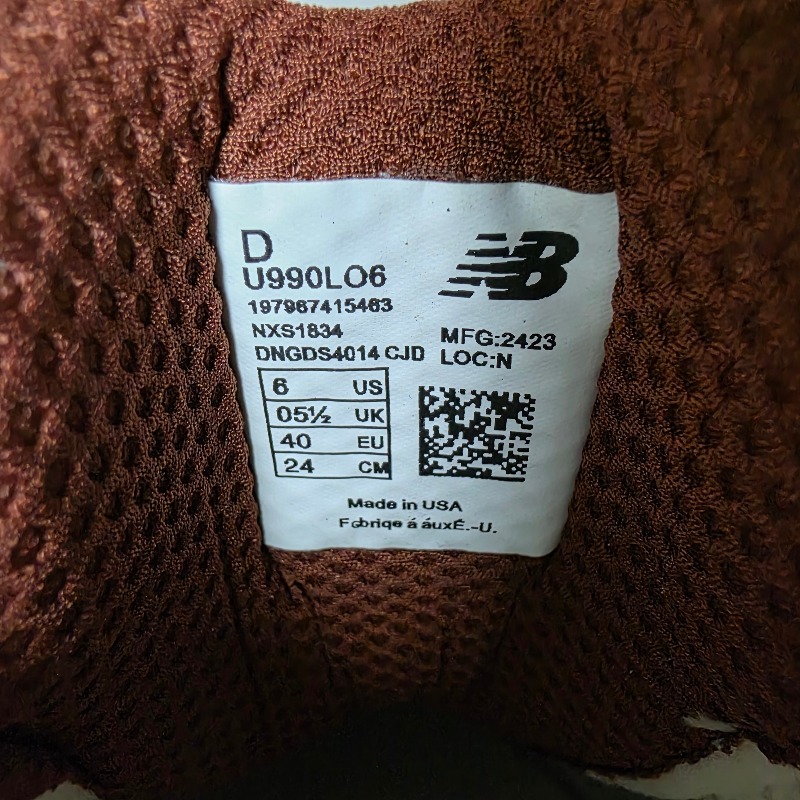 D
U990LO6
197967415463
NXS1834
DNGDS4014 CJD
NB
MFG:2423
LOC:N
6 US
05½ UK
40 EU
24 CM
Made in USA
Fabriqe á áuxÉ.-U.